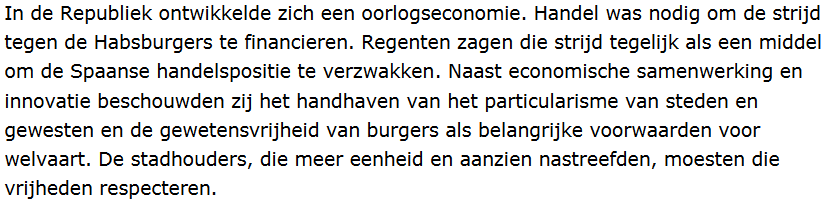 In de Republiek ontwikkelde zich een oorlogseconomie. Handel was nodig om de strijd
tegen de Habsburgers te financieren. Regenten zagen die strijd tegelijk als een middel
om de Spaanse handelspositie te verzwakken. Naast economische samenwerking en
innovatie beschouwden zij het handhaven van het particularisme van steden en
gewesten en de gewetensvrijheid van burgers als belangrijke voorwaarden voor
welvaart. De stadhouders, die meer eenheid en aanzien nastreefden, moesten die
vrijheden respecteren.